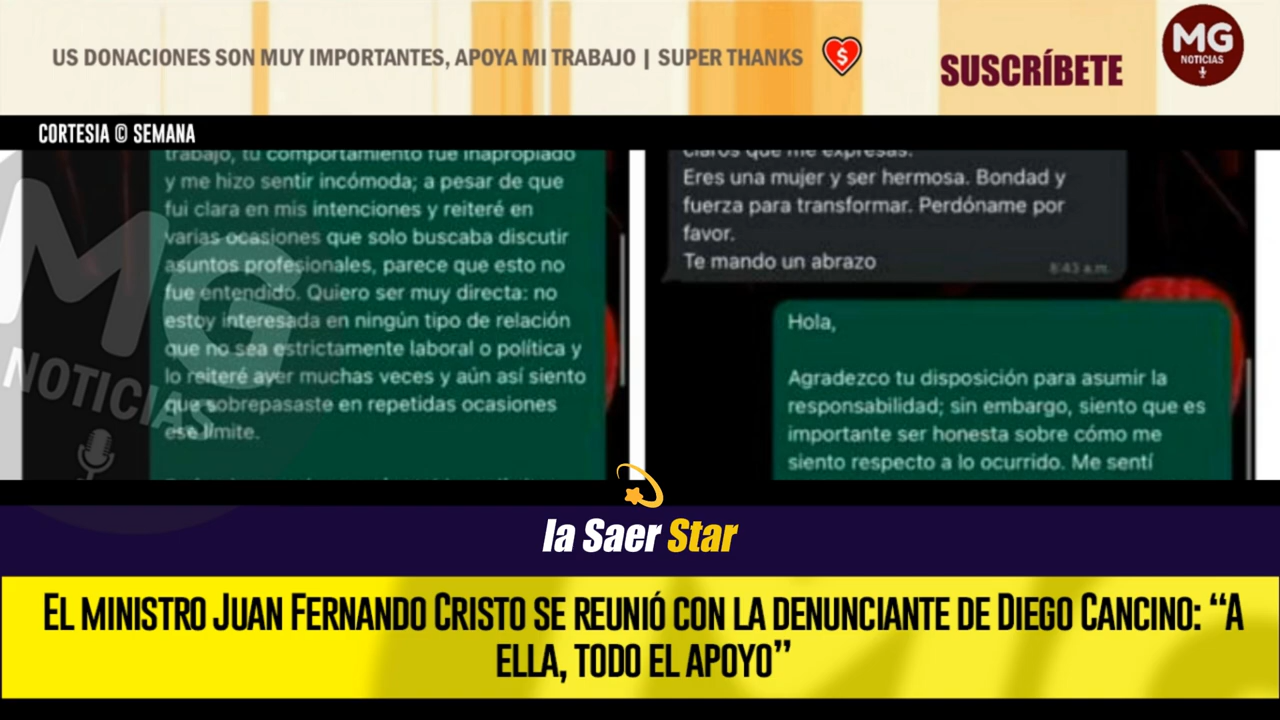 US DONACIONES SON MUY IMPORTANTES, APOYA MI TRABAJO | SUPER THANKS
SUSCRÍBETE
MG
NOTICIAS
CORTESIA © SEMANA
trabajo, tu comportamiento fue inapropiado
y me hizo sentir incómoda; a pesar de que
fui clara en mis intenciones y reiteré en
varias ocasiones que solo buscaba discutir
asuntos profesionales, parece que esto no
fue entendido. Quiero ser muy directa: no
estoy interesada en ningún tipo de relación
que no sea estrictamente laboral o política y
lo reiteré ayer muchas veces y aún así siento
que sobrepasaste en repetidas ocasiones
ese límite.
claros que me expresas.
Eres una mujer y ser hermosa. Bondad y
fuerza para transformar. Perdóname por
favor.
Te mando un abrazo
8:43 a.m.
Hola,
Agradezco tu disposición para asumir la
responsabilidad; sin embargo, siento que es
importante ser honesta sobre cómo me
siento respecto a lo ocurrido. Me sentí
MG
NOTICIAS
la Saer Star
EL MINISTRO JUAN FERNANDO CRISTO SE REUNIÓ CON LA DENUNCIANTE DE DIEGO CANCINO: “A
ELLA, TODO EL APOYO”